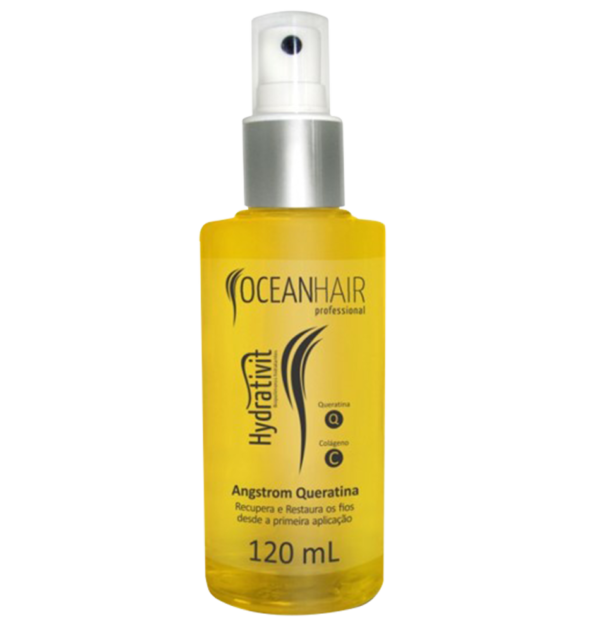 OCEANHAIR
professional
Hydrativit
Queratina
Q
Colágeno
C
Angstrom Queratina
Recupera e Restaura os fios
desde a primeira aplicação
120 mL